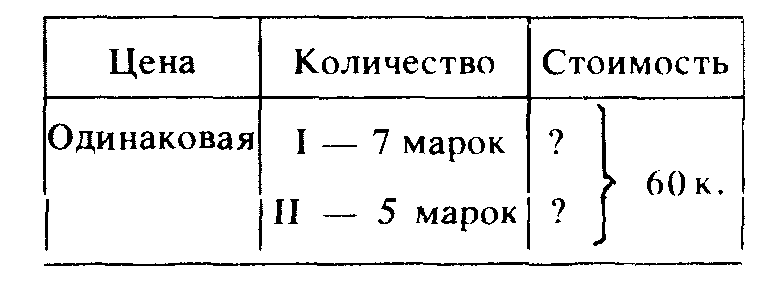 Цена Количество Стоимость
Одинаковая I — 7 марок ?
60 к.
II — 5 марок ?